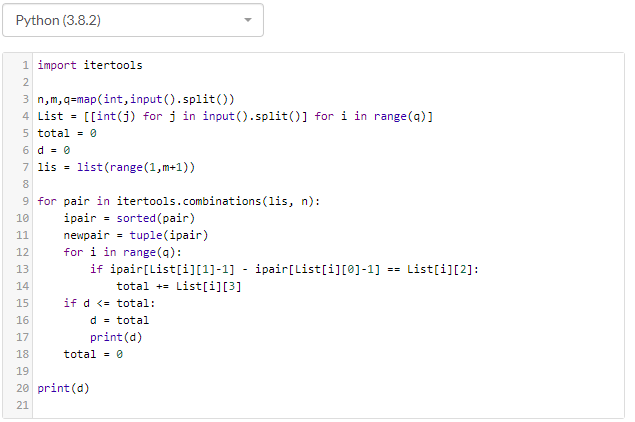 Python (3.8.2)
1 import itertools
2
3 n,m,q=map(int,input().split())
4 List = [[int(j) for j in input().split()] for i in range(q)]
5 total = 0
6 d = 0
7 lis = list(range(1,m+1))
8
9 for pair in itertools.combinations(lis, n):
10     ipair = sorted(pair)
11     newpair = tuple(ipair)
12     for i in range(q):
13         if ipair[List[i][1]-1] - ipair[List[i][0]-1] == List[i][2]:
14             total += List[i][3]
15     if d <= total:
16         d = total
17         print(d)
18     total = 0
19
20 print(d)
21